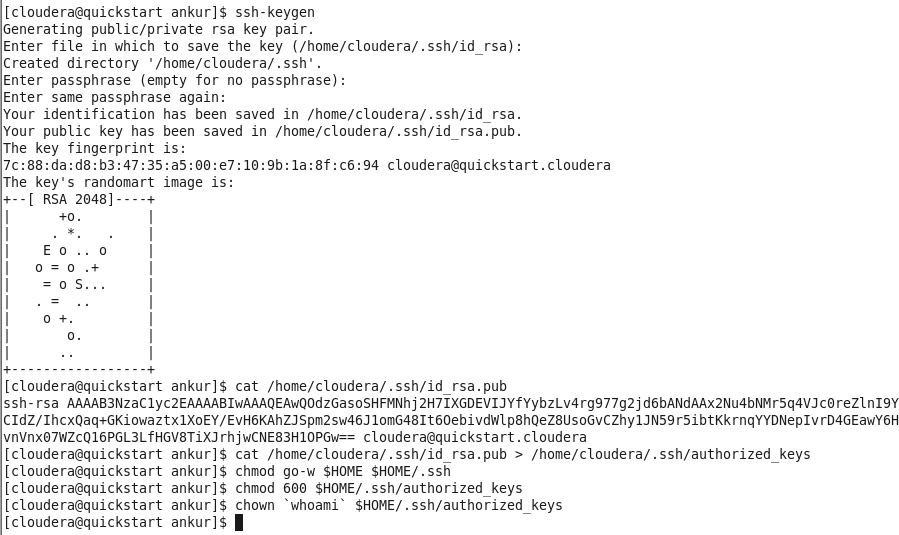 [cloudera@quickstart ankur]$ ssh-keygen
Generating public/private rsa key pair.
Enter file in which to save the key (/home/cloudera/.ssh/id_rsa):
Created directory '/home/cloudera/.ssh'.
Enter passphrase (empty for no passphrase):
Enter same passphrase again:
Your identification has been saved in /home/cloudera/.ssh/id_rsa.
Your public key has been saved in /home/cloudera/.ssh/id_rsa.pub.
The key fingerprint is:
7c:88:da:d8:b3:47:35:a5:00:e7:10:9b:1a:8f:c6:94 cloudera@quickstart.cloudera
The key's randomart image is:
+--[ RSA 2048]----+
|      +o.        |
|     . *.   .    |
|    E o .. o     |
|   o = o .+      |
|    = o S...     |
|   . =  ..       |
|    o +.         |
|       o.        |
|      ..         |
+-----------------+
[cloudera@quickstart ankur]$ cat /home/cloudera/.ssh/id_rsa.pub
ssh-rsa AAAAB3NzaC1yc2EAAAABIwAAAQEAwQOdzGasoSHFMNhj2H7IXGDEVIJYfYybzLv4rg977g2jd6bANdAAx2Nu4bNMr5q4VJc0reZlnI9Y
CIdZ/IhcxQaq+GKiowaztx1XoEY/EvH6KAhZJSpm2sw46J1omG48It6OebivdWlp8hQeZ8UsoGvCZhy1JN59r5ibtKkrnqYYDNepIvrD4GEawY6H
vnVnx07WZcQ16PGL3LfHGV8TiXJrhjwCNE83H1OPGw== cloudera@quickstart.cloudera
[cloudera@quickstart ankur]$ cat /home/cloudera/.ssh/id_rsa.pub > /home/cloudera/.ssh/authorized_keys
[cloudera@quickstart ankur]$ chmod go-w $HOME $HOME/.ssh
[cloudera@quickstart ankur]$ chmod 600 $HOME/.ssh/authorized_keys
[cloudera@quickstart ankur]$ chown `whoami` $HOME/.ssh/authorized_keys
[cloudera@quickstart ankur]$